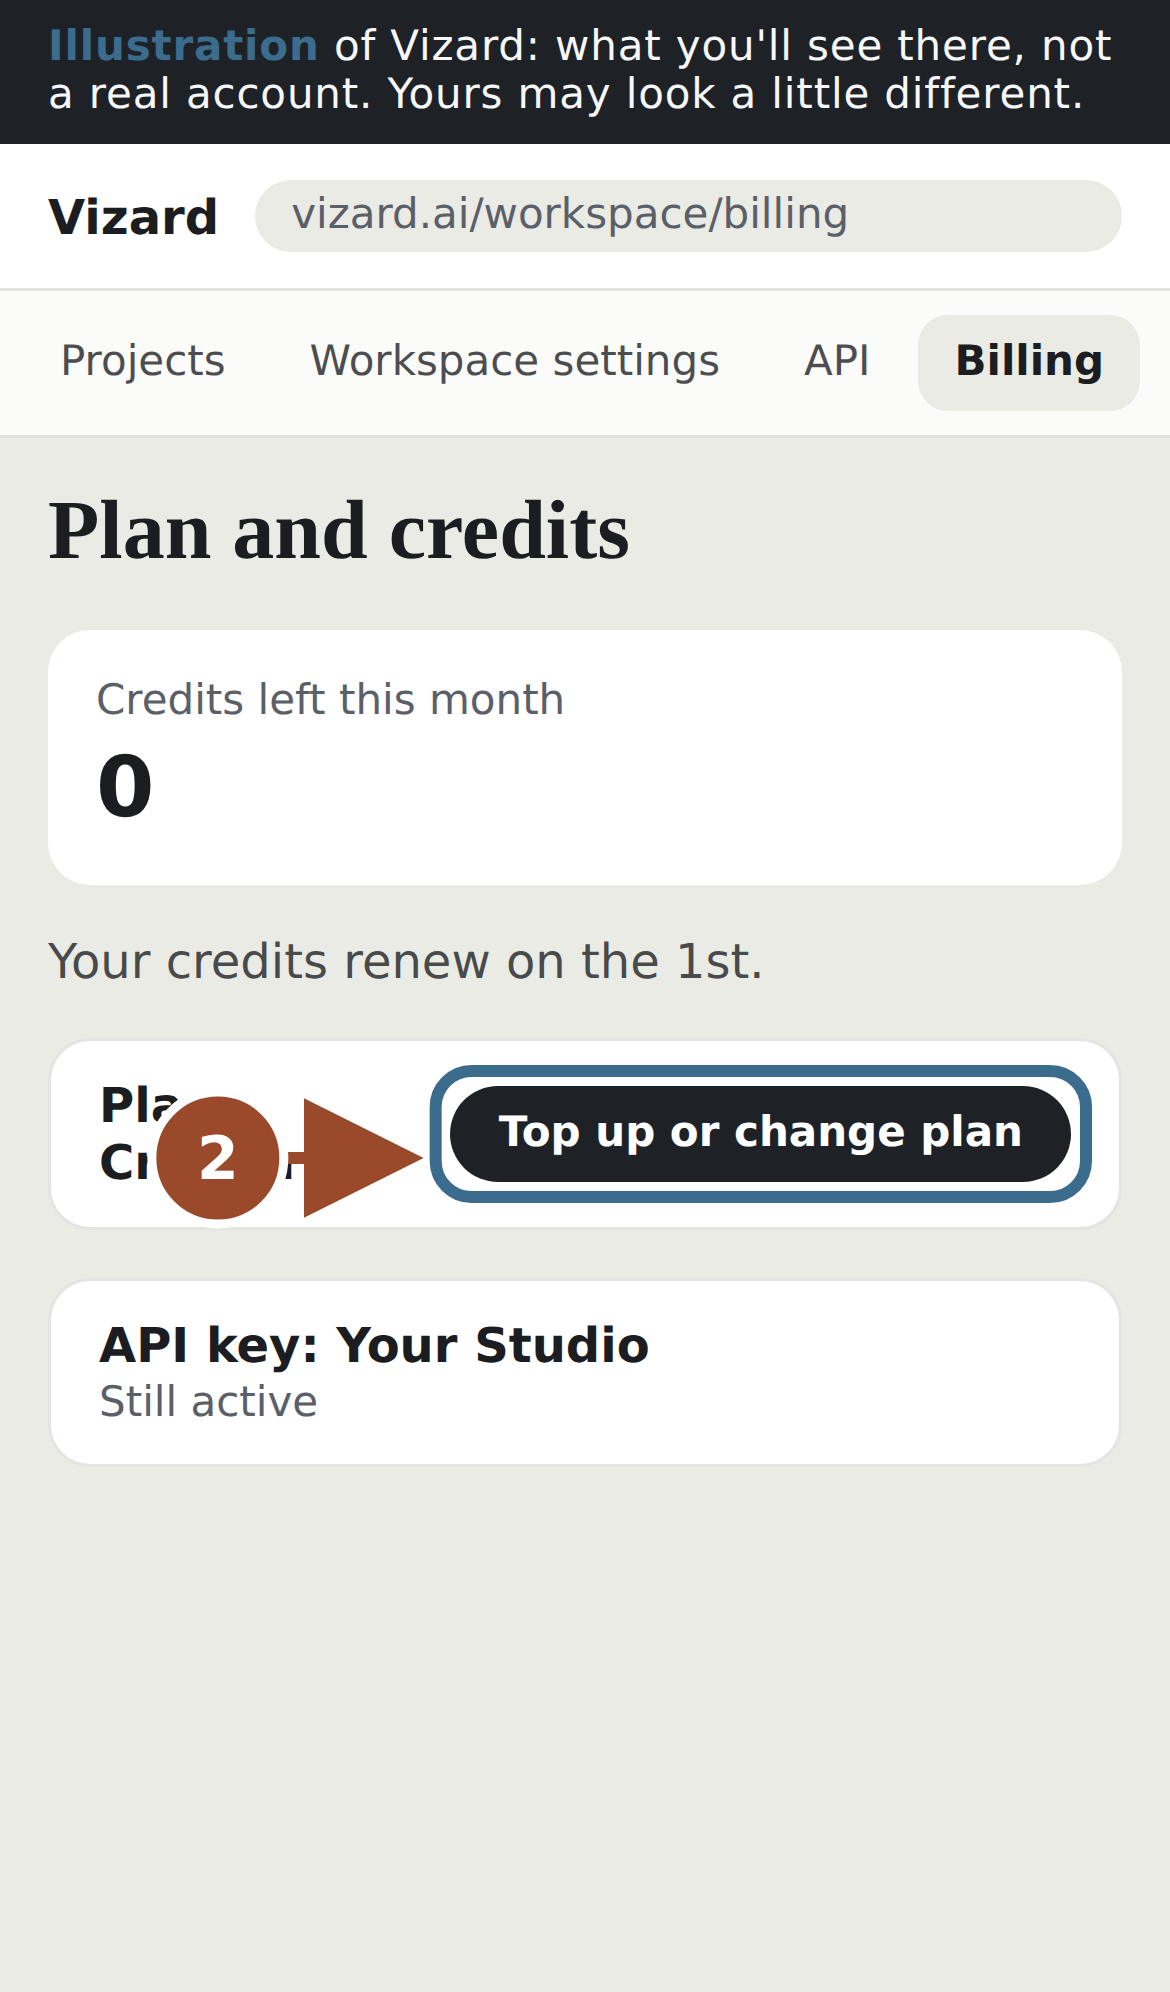 Illustration of Vizard: what you'll see there, not
a real account. Yours may look a little different.
Vizard
vizard.ai/workspace/billing
Projects
Workspace settings
API
Billing
Plan and credits
Credits left this month
0
Your credits renew on the 1st.
2
Top up or change plan
API key: Your Studio
Still active